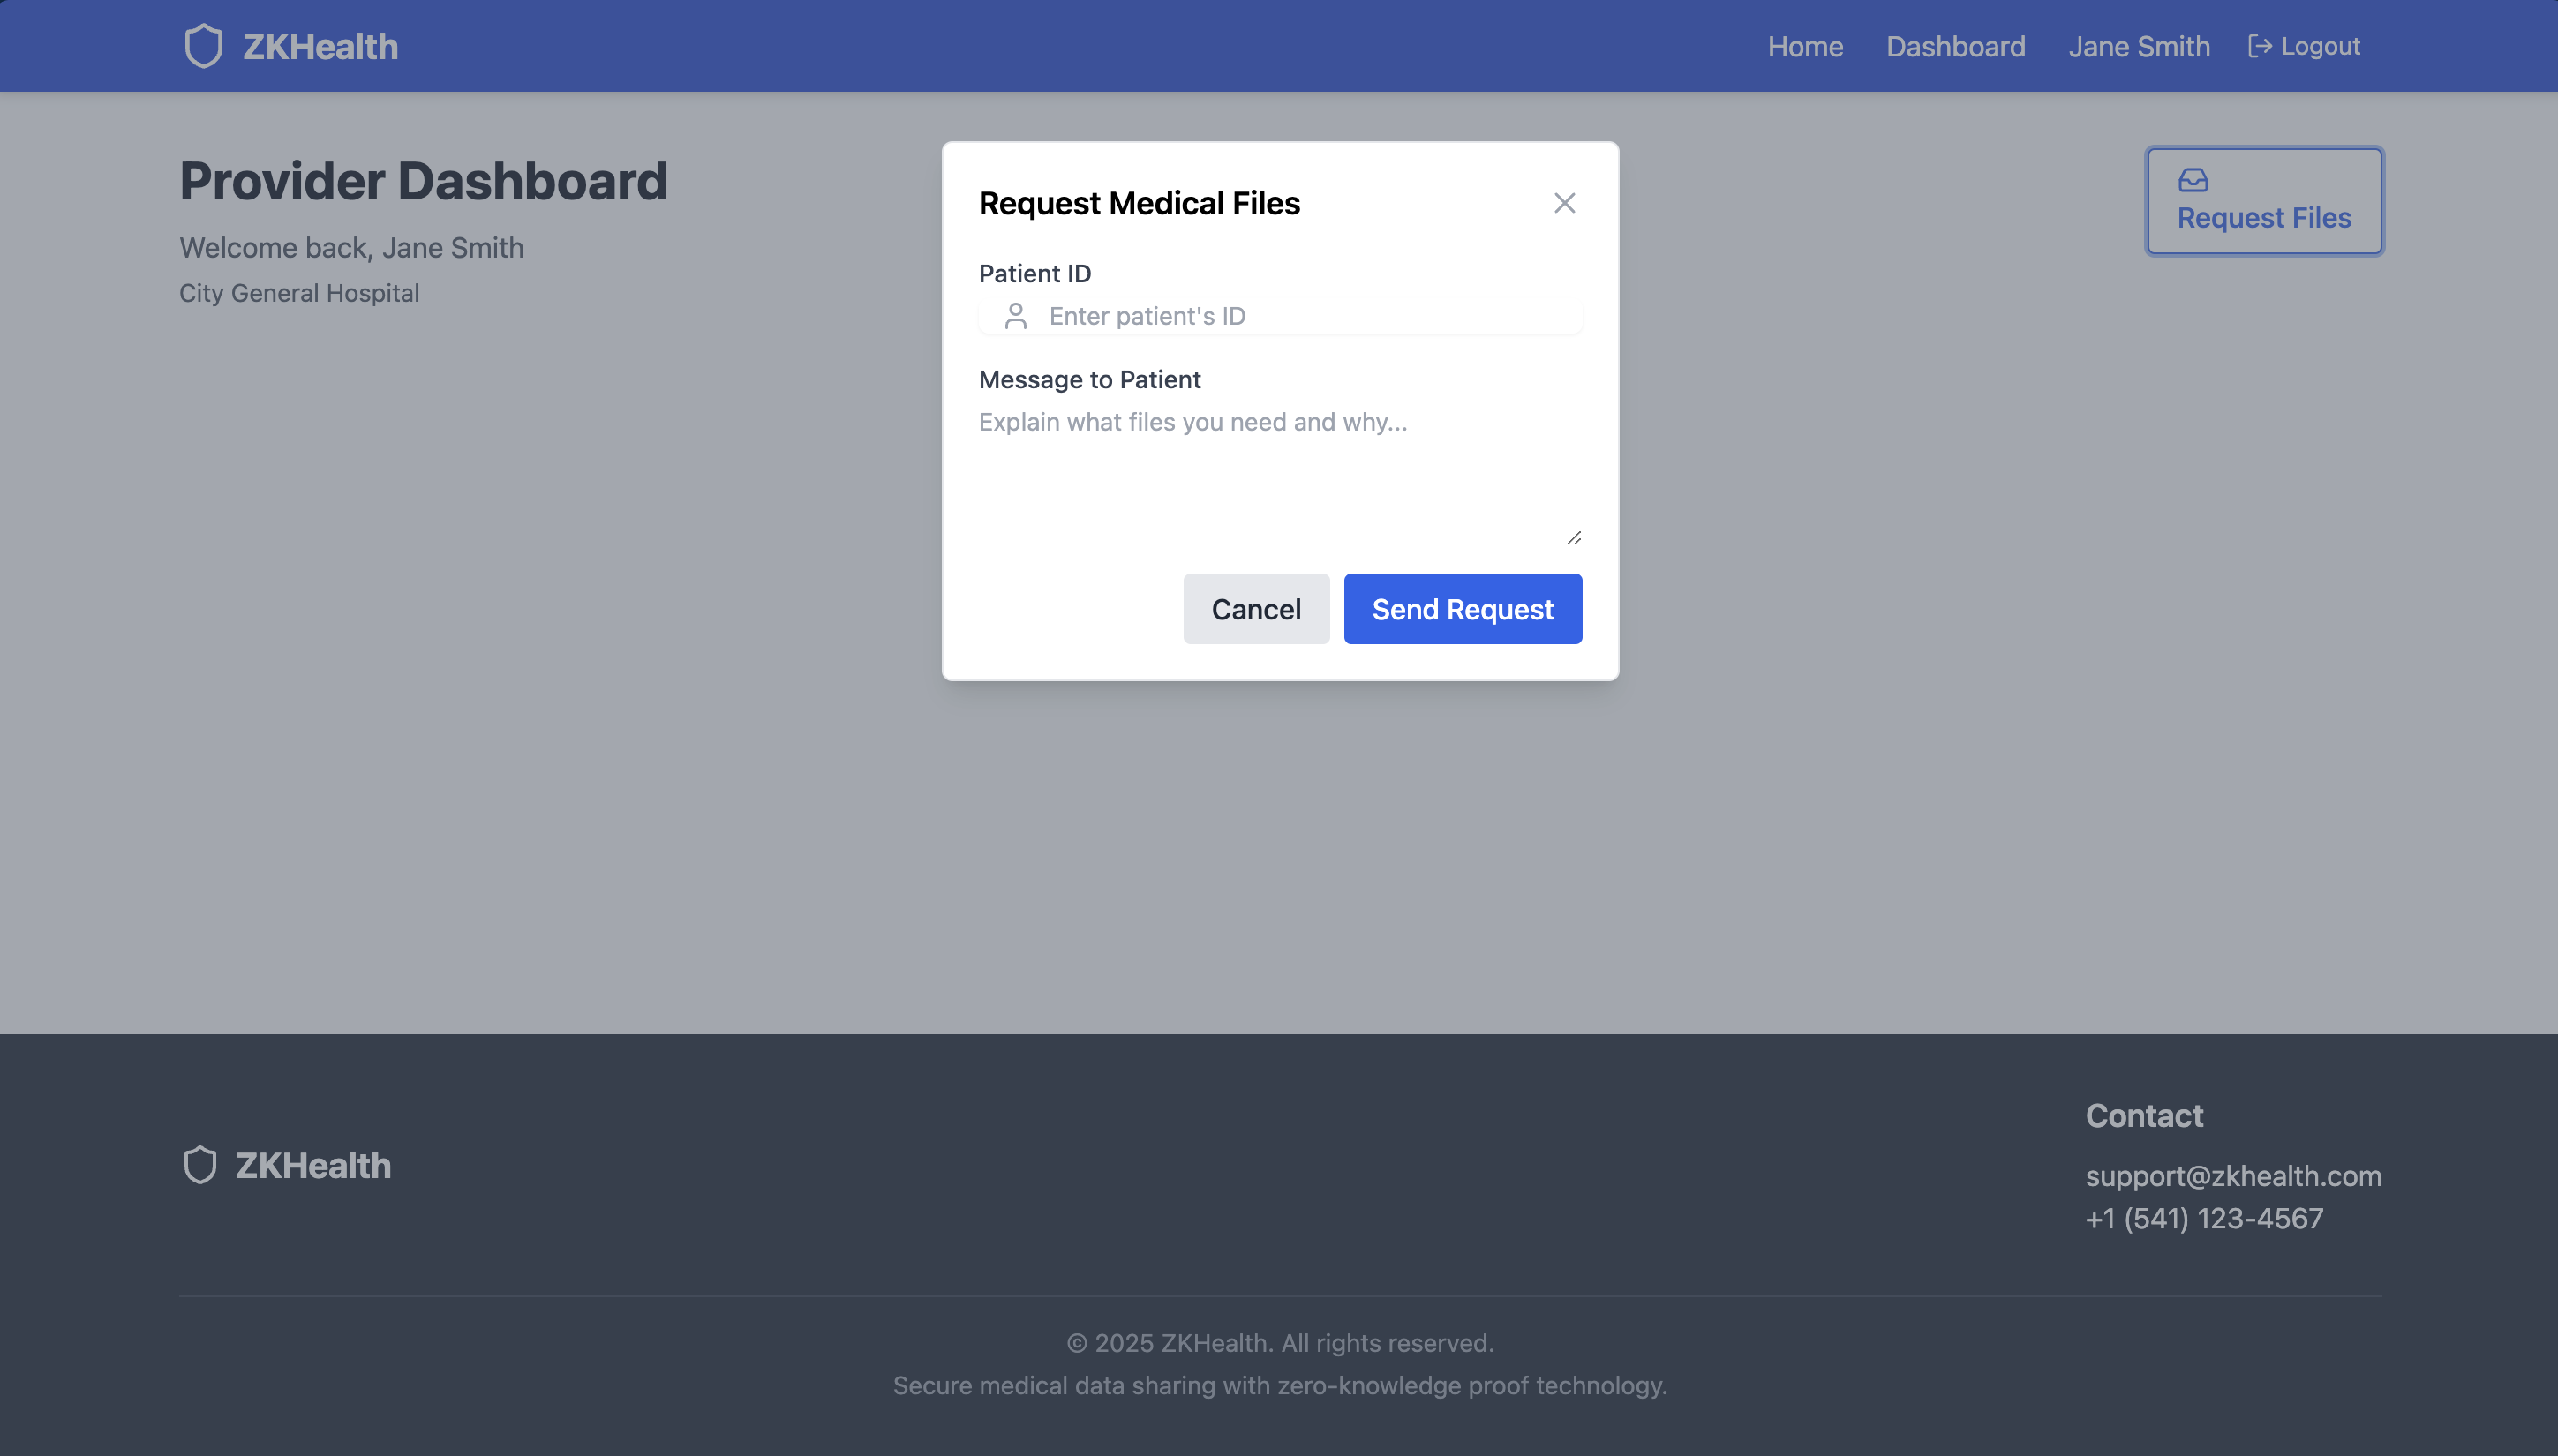 ZKHealth
Home
Dashboard
Jane Smith
Logout
Provider Dashboard
Welcome back, Jane Smith
City General Hospital
Request Files
Request Medical Files
Patient ID
Enter patient's ID
Message to Patient
Explain what files you need and why...
Cancel
Send Request
ZKHealth
Contact
support@zkhealth.com
+1 (541) 123-4567
© 2025 ZKHealth. All rights reserved.
Secure medical data sharing with zero-knowledge proof technology.